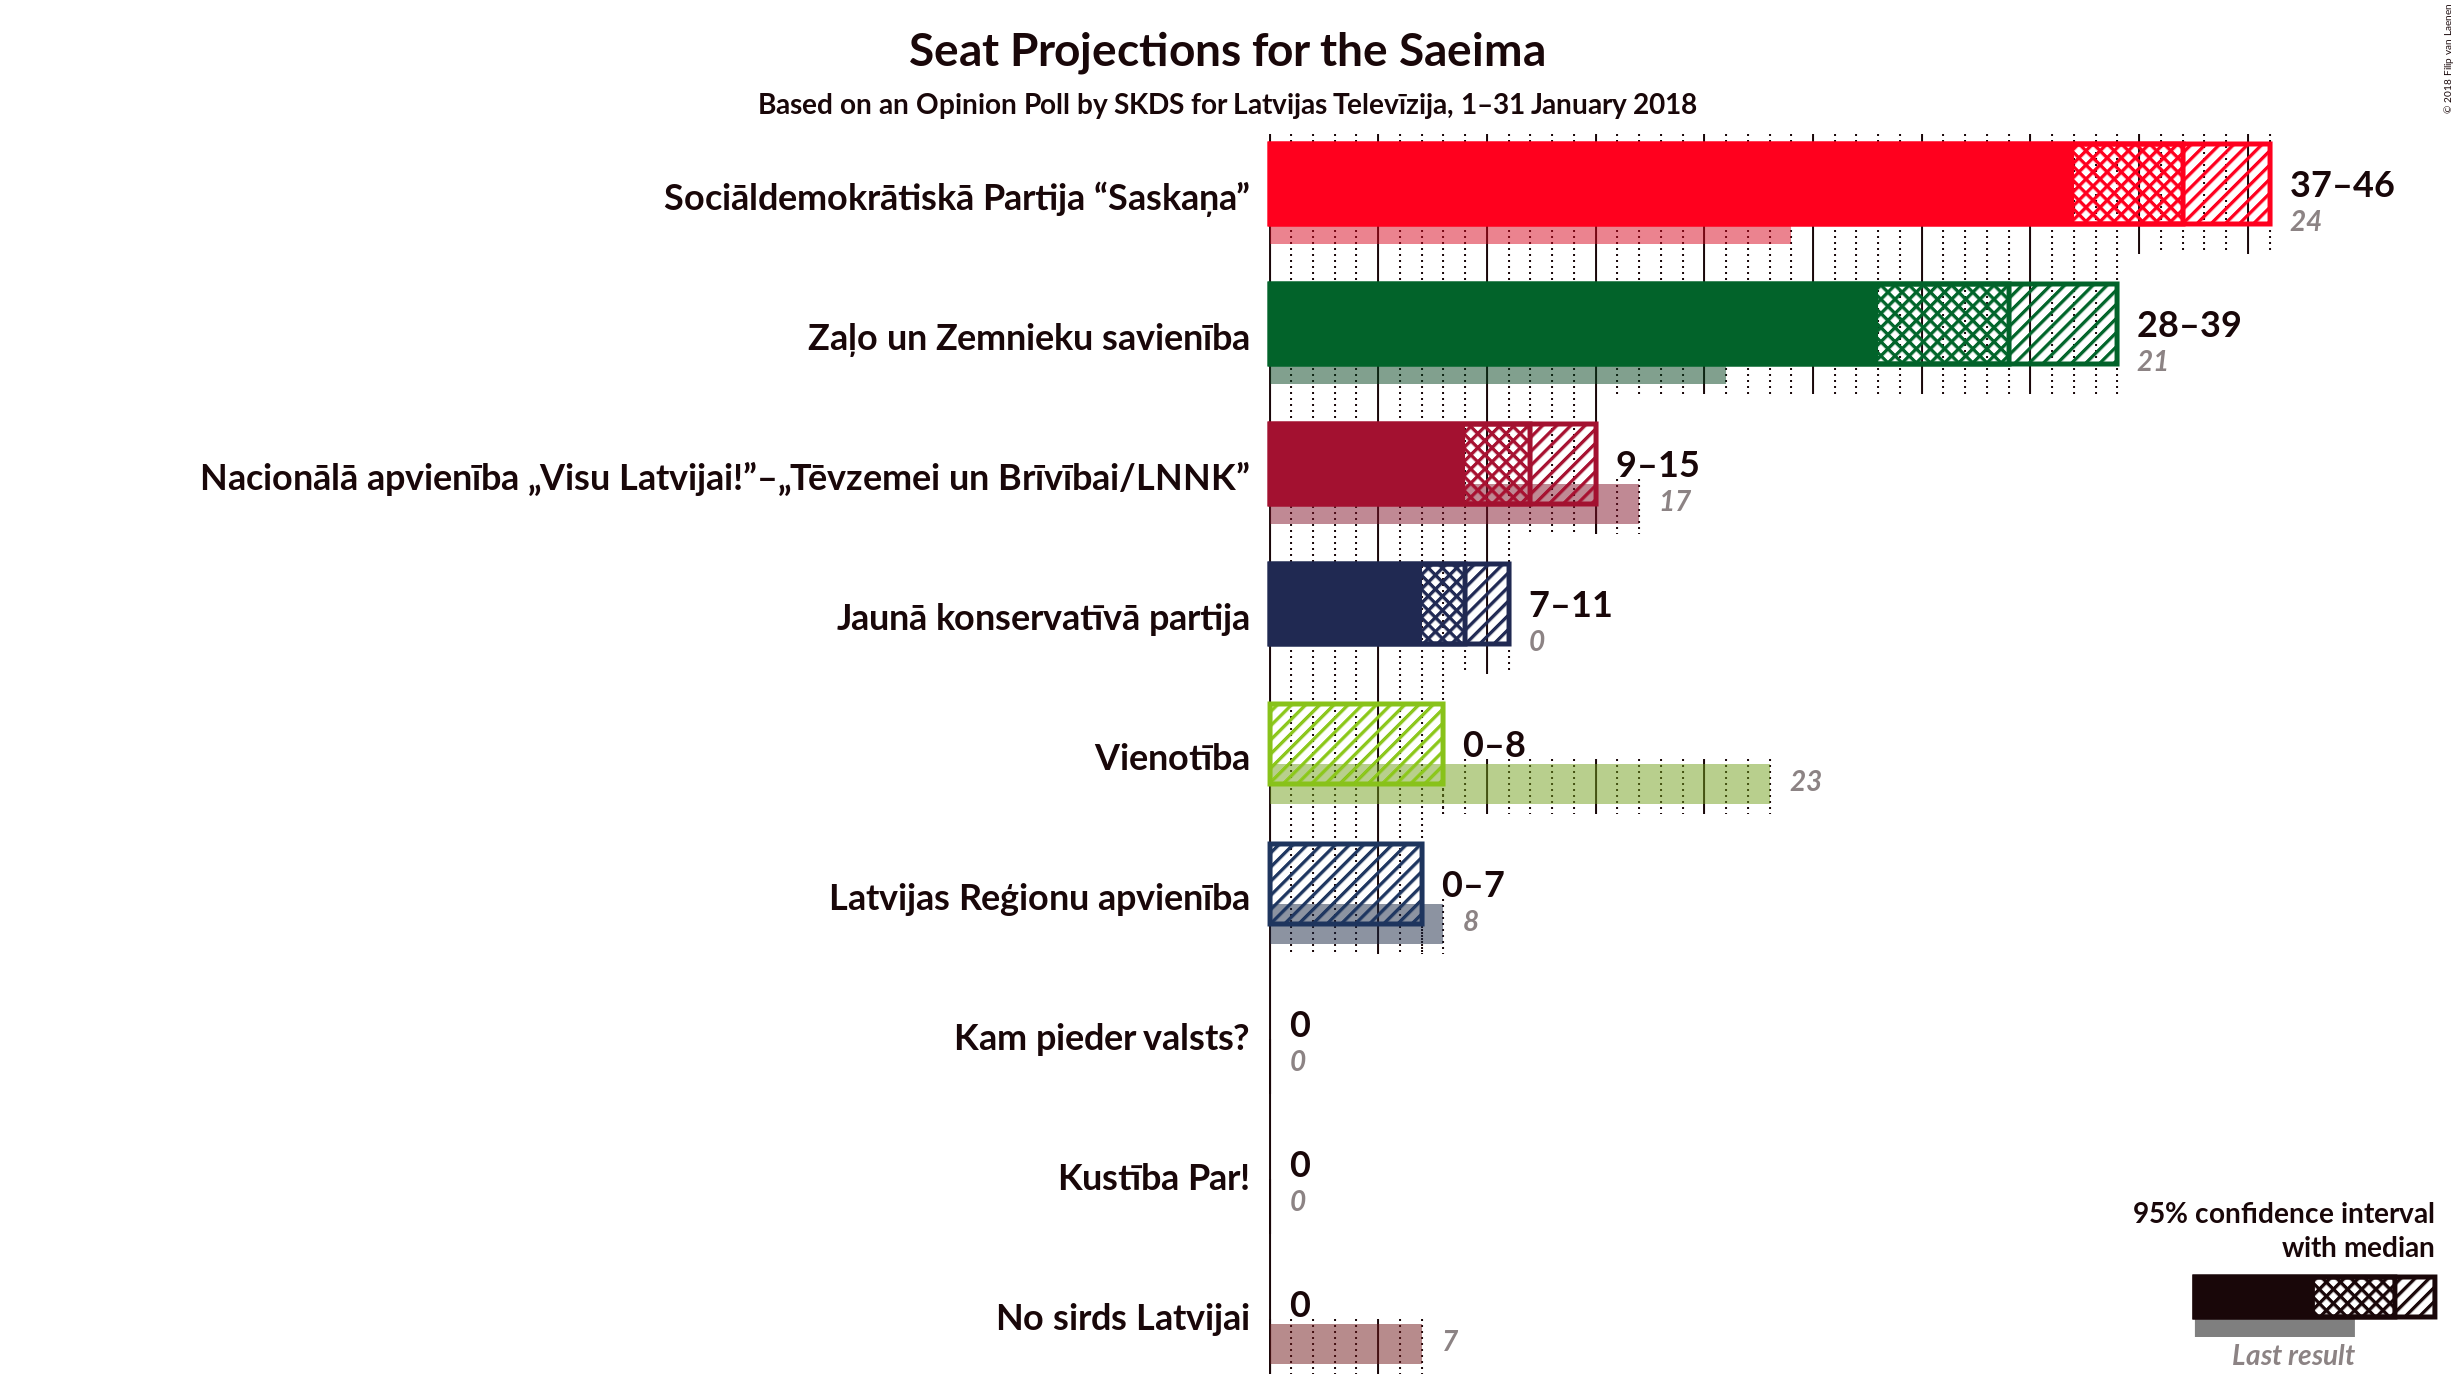 Seat Projections for the Saeima
Based on an Opinion Poll by SKDS for Latvijas Televīzija, 1–31 January 2018
© 2018 Filip van Laenen
Sociāldemokrātiskā Partija “Saskaņa”
37–46
24
Zaļo un Zemnieku savienība
28–39
21
Nacionālā apvienība „Visu Latvijai!”–„Tēvzemei un Brīvībai/LNNK”
9–15
17
Jaunā konservatīvā partija
7–11
0
Vienotība
0–8
23
Latvijas Reģionu apvienība
0–7
8
Kam pieder valsts?
0
0
Kustība Par!
0
0
No sirds Latvijai
0
7
95% confidence interval
with median
Last result